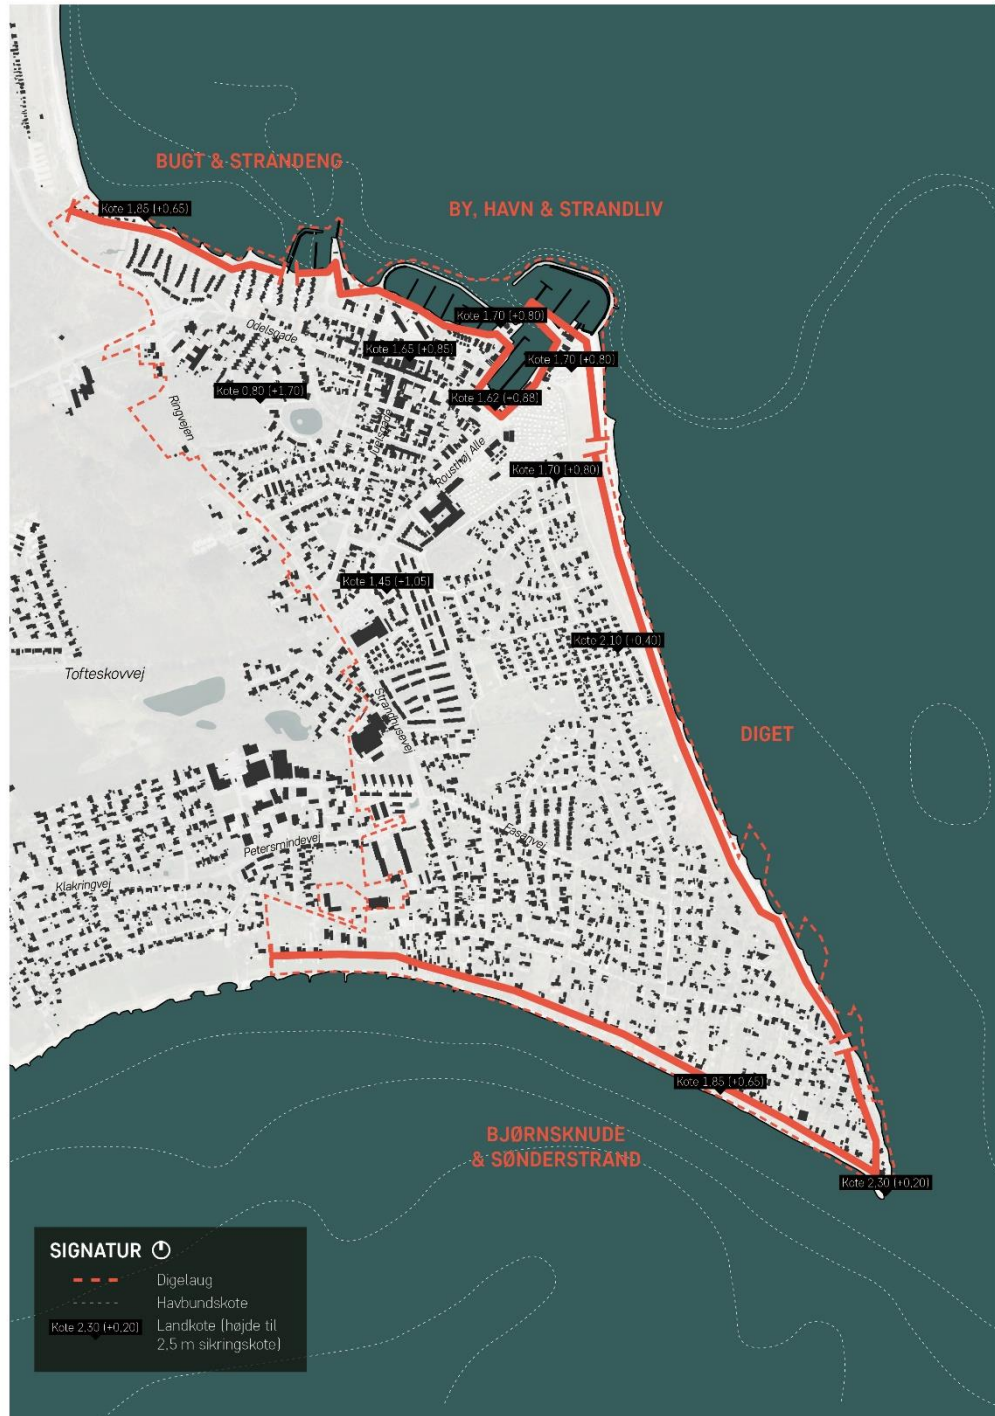 BUGT & STRANDENG
BY, HAVN & STRANDLIV
Kote 1,85 (+0,65)
Kote 1,70 (+0,80)
Odelsgade
Kote 1,65 (+0,85)
Kote 1,70 (+0,80)
Kote 0,80 (+1,70)
Kote 1,62 (+0,88)
Ringvejen
Juelsgade
Rousthøj Alle
Kote 1,70 (+0,80)
Kote 1,45 (+1,05)
Kote 2,10 (+0,40)
Tofteskovvej
Strandhusevej
DIGET
Fasanvej
Petersmindevej
Klakringvej
Kote 1,85 (+0,65)
BJØRNSKNUDE
& SØNDERSTRAND
Kote 2,30 (+0,20)
SIGNATUR
Digelaug
Havbundskote
Kote 2,30 (+0,20)
Landkote (højde til
2,5 m sikringskote)